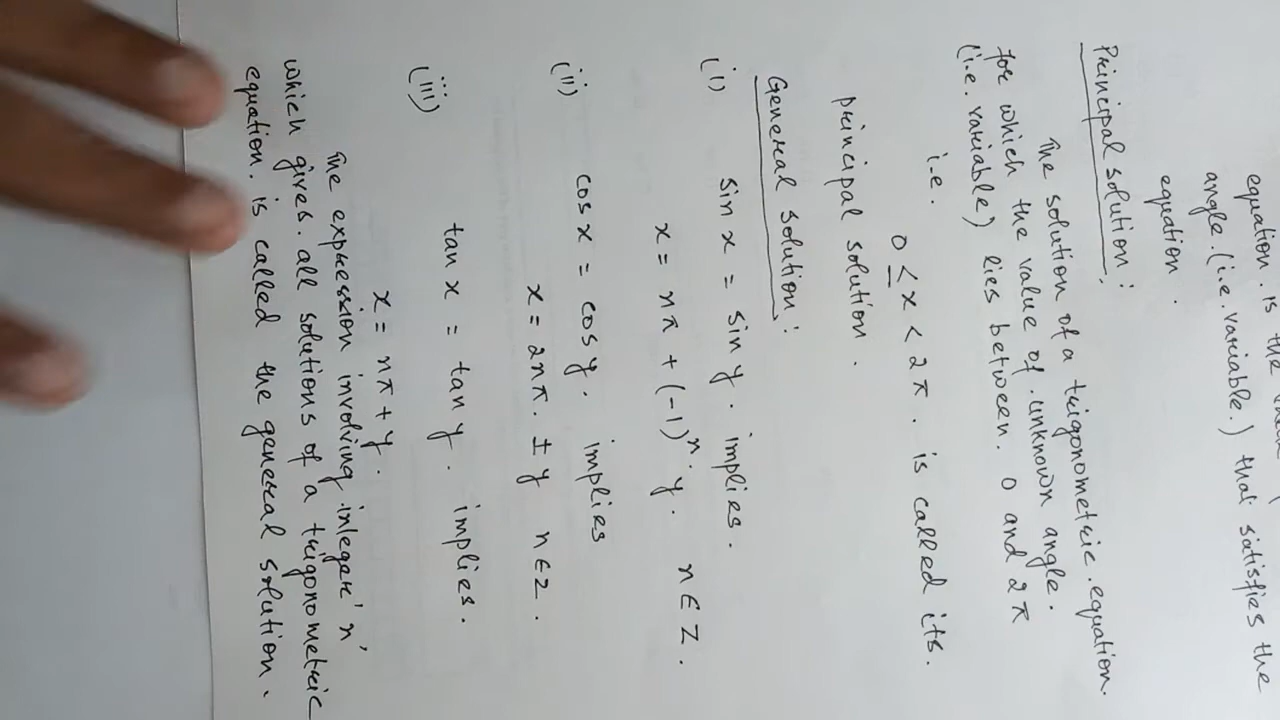 equation. is the
angle. (i.e. variable.) that satisfies the
equation.
Principal solution:
The solution of a trigonometric. equation.
for which the value of. unknown angle.
(i.e. variable) lies between. 0 and 2π
i.e.
0 ≤ x < 2π. is called its.
principal solution.
General solution:
(i) sin x = sin y. implies.
x = nπ + (-1)ⁿ. y. n ∈ Z.
(ii) cos x = cos y. implies
x = 2nπ. ± y n ∈ z.
(iii) tan x = tan y. implies.
x = nπ + y.
The expression involving integer 'n'
which gives. all solutions of a trigonometric
equation. is called the general solution.